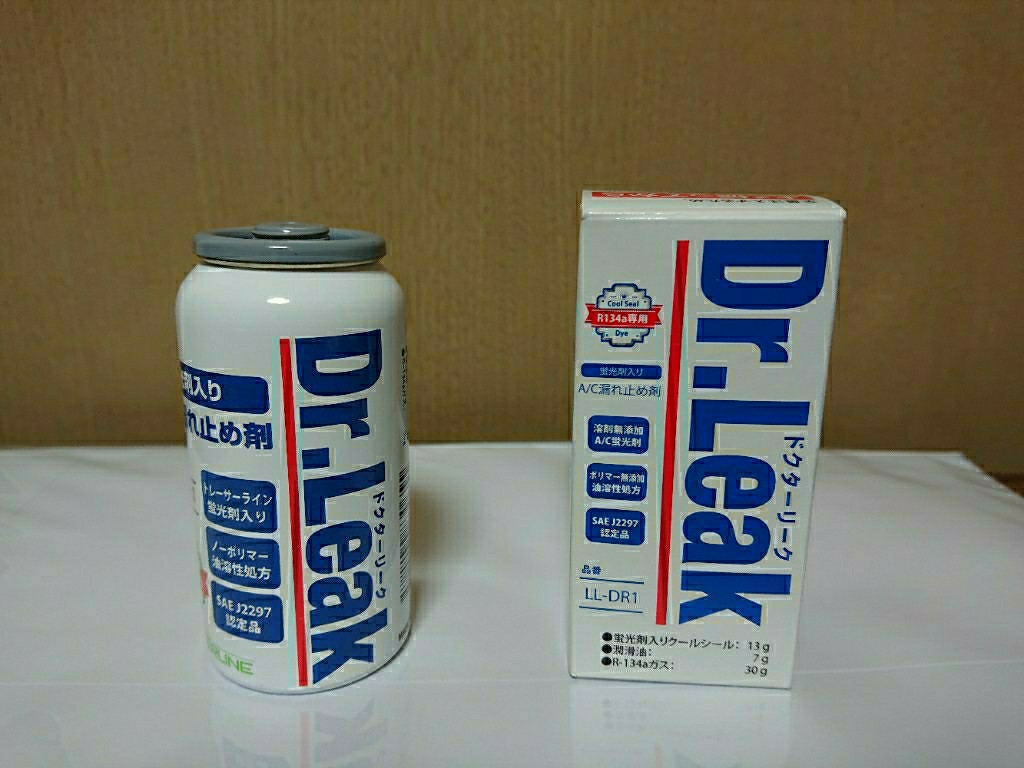 剤入り
れ止め剤
トレーサーライン
蛍光剤入り
ノーポリマー
油溶性処方
SAE J2297
認定品
Dr.Leak
ドクターリーク
Cool Seal
R134a専用
Dye
蛍光剤入り
A/C漏れ止め剤
溶剤無添加
A/C蛍光剤
ポリマー無添加
油溶性処方
SAE J2297
認定品
品番
LL-DR1
Dr.Leak
ドクターリーク
●蛍光剤入りクールシール： 13g
●潤滑油： 7g
●R-134aガス： 30g